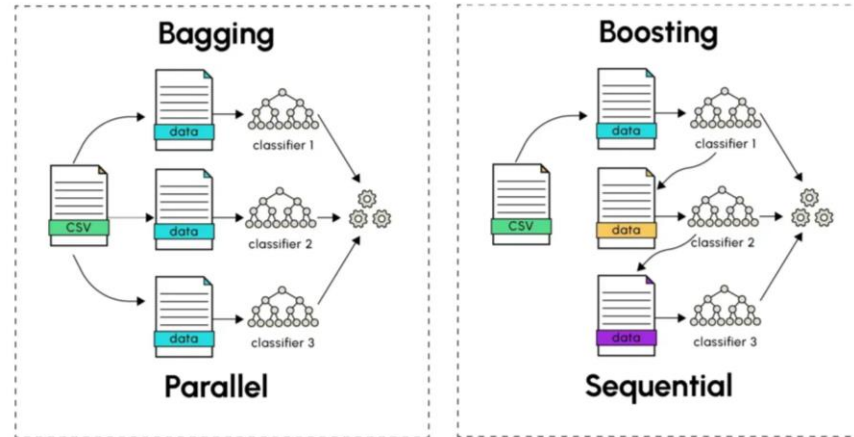 Bagging
data
classifier 1
CSV
data
classifier 2
data
classifier 3
Parallel
Boosting
data
classifier 1
CSV
data
classifier 2
data
classifier 3
Sequential